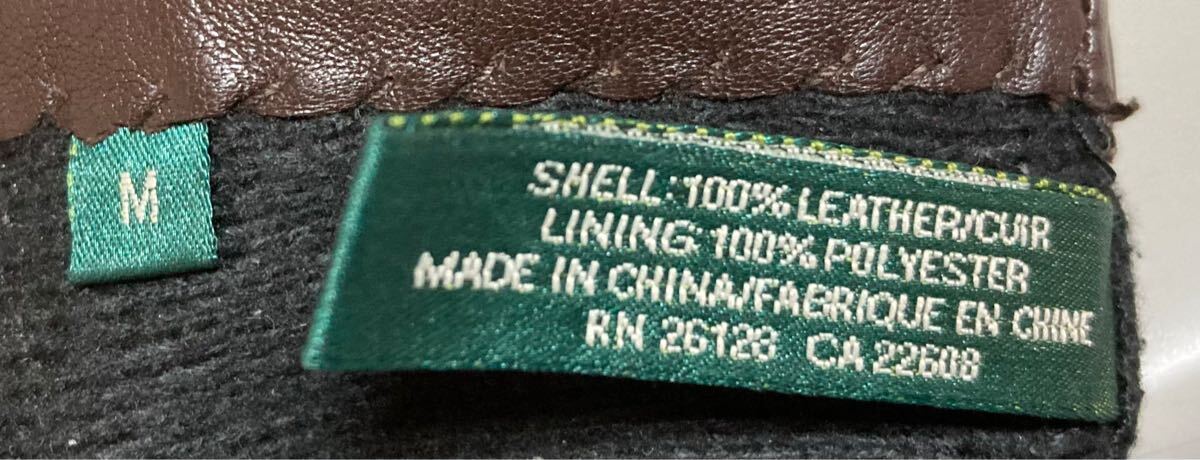 M
SHELL: 100% LEATHER/CUIR
LINING 100% POLYESTER
MADE IN CHINA/FABRIQUE EN CHINE
RN 26128 CA 22608